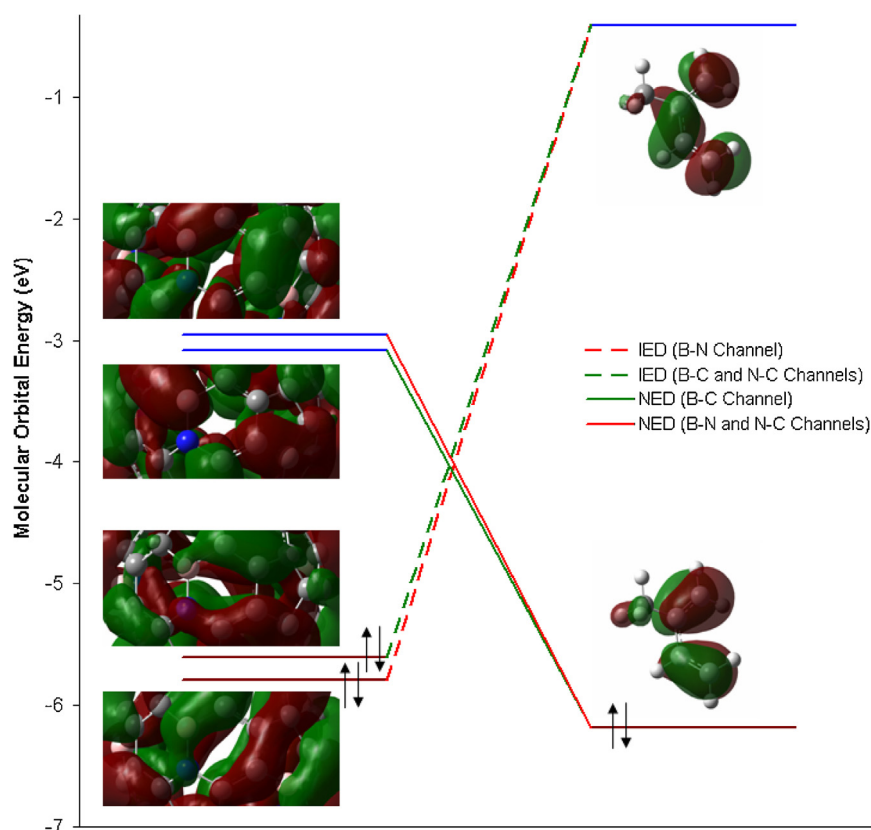 Molecular Orbital Energy (eV)
-1
-2
-3
-4
-5
-6
-7
IED (B-N Channel)
IED (B-C and N-C Channels)
NED (B-C Channel)
NED (B-N and N-C Channels)